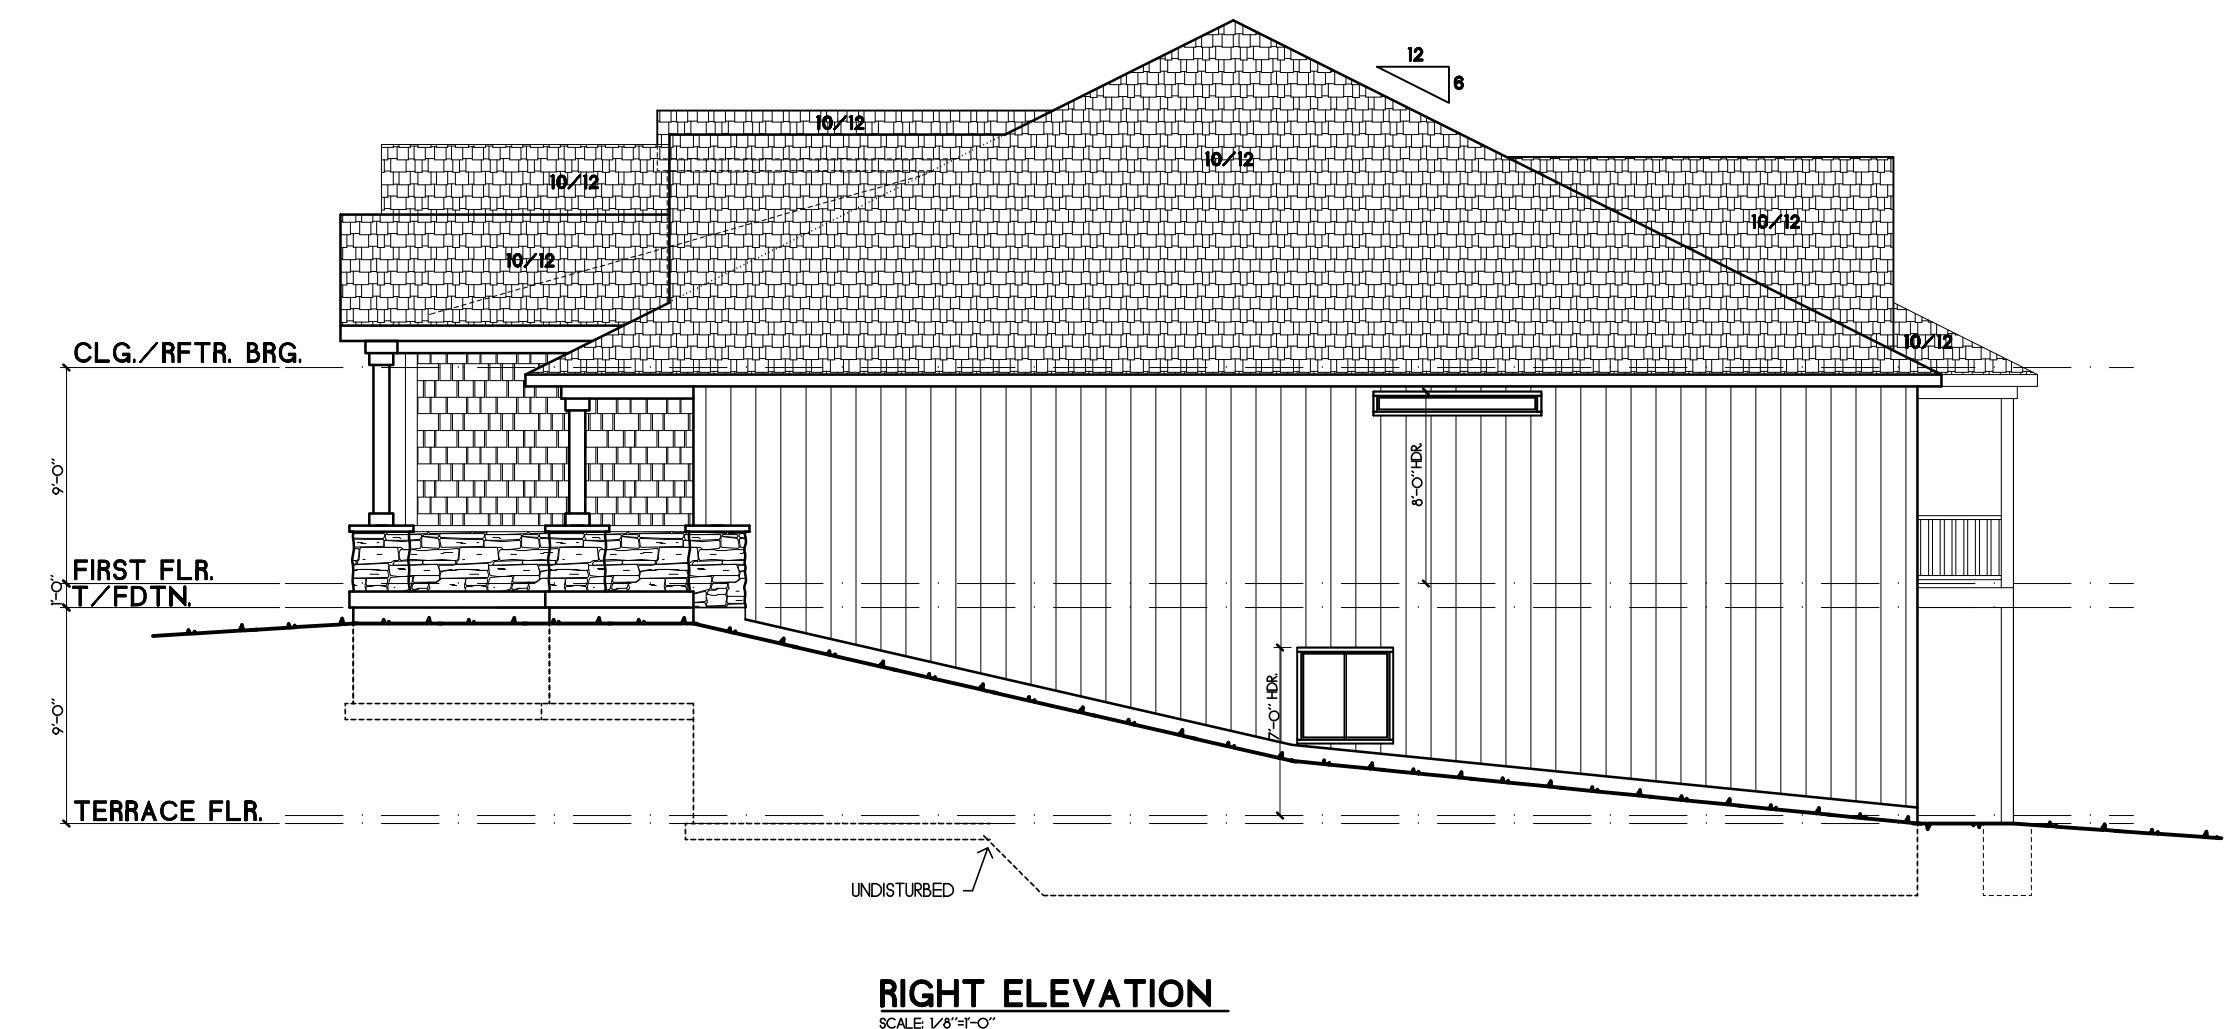 12
6
10/12
10/12
10/12
10/12
10/12
10/12
CLG./RFTR. BRG.
9'-0"
8'-0" HDR.
FIRST FLR.
1'-0"
T/FDTN.
7'-0" HDR.
9'-0"
TERRACE FLR.
UNDISTURBED
RIGHT ELEVATION
SCALE: 1/8"=1'-0"